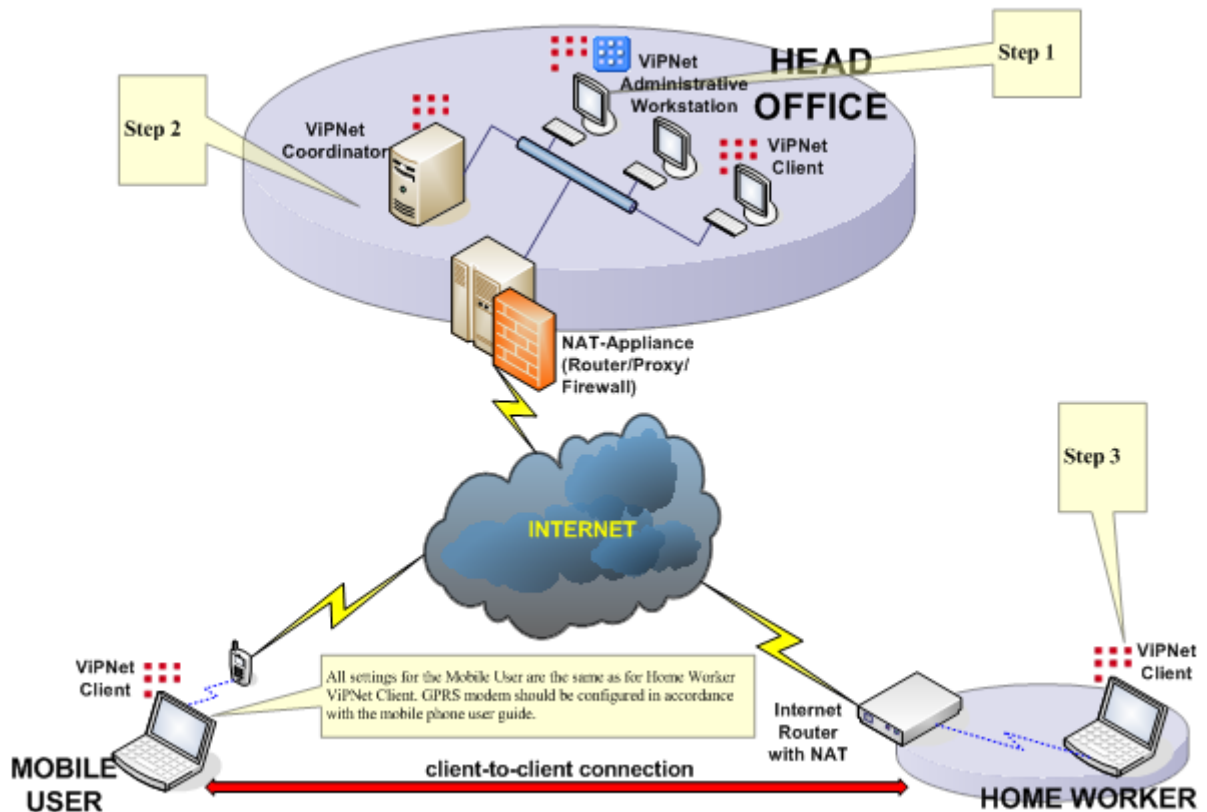 Step 1
ViPNet
Administrative
Workstation
HEAD
OFFICE
Step 2
ViPNet
Coordinator
ViPNet
Client
NAT-Appliance
(Router/Proxy/
Firewall)
Step 3
INTERNET
ViPNet
Client
All settings for the Mobile User are the same as for Home Worker
ViPNet Client. GPRS modem should be configured in accordance
with the mobile phone user guide.
ViPNet
Client
Internet
Router
with NAT
MOBILE
USER
client-to-client connection
HOME WORKER